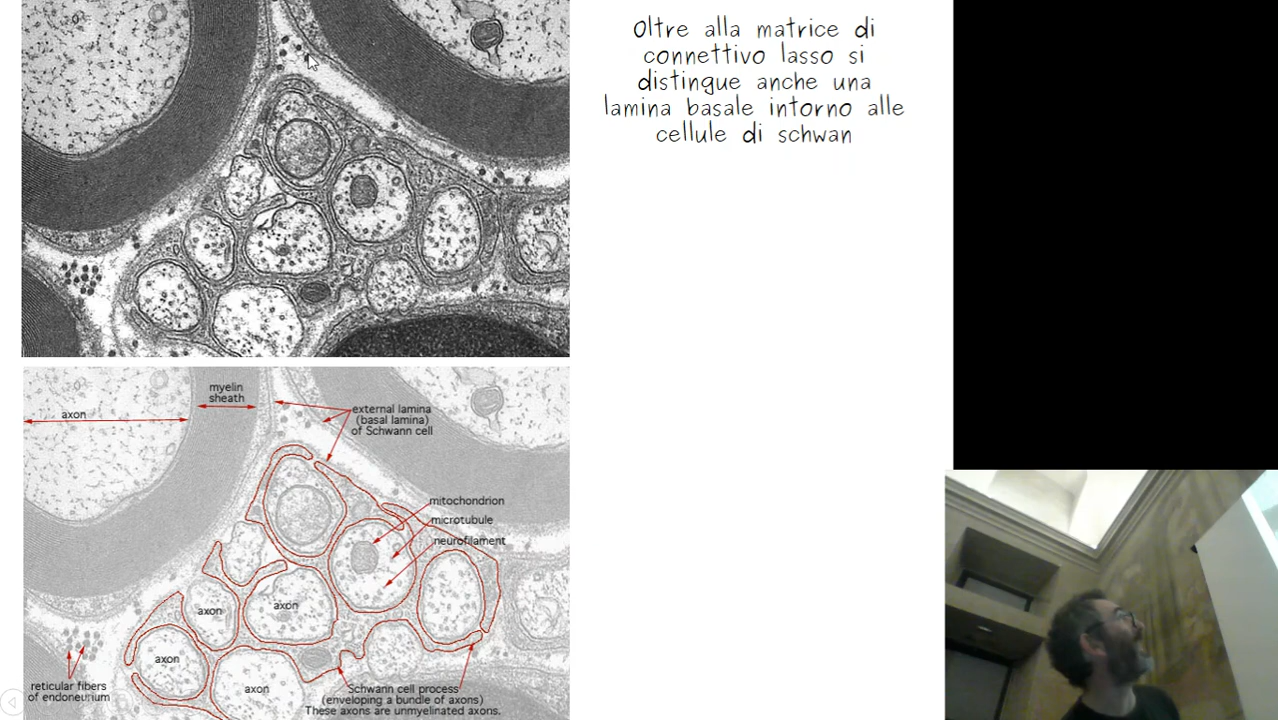 Oltre alla matrice di
connettivo lasso si
distingue anche una
lamina basale intorno alle
cellule di schwan
myelin
sheath
axon
external lamina
(basal lamina)
of Schwann cell
mitochondrion
microtubule
neurofilament
axon
axon
axon
axon
reticular fibers
of endoneurium
Schwann cell process
(enveloping a bundle of axons)
These axons are unmyelinated axons.